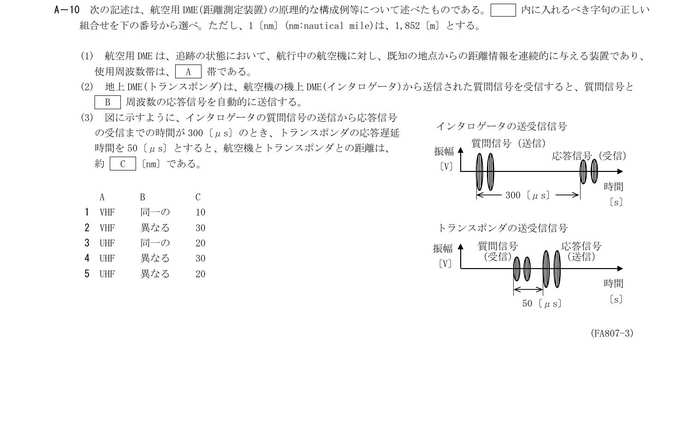 A－10 次の記述は、航空用 DME(距離測定装置)の原理的な構成例等について述べたものである。 内に入れるべき字句の正しい
組合せを下の番号から選べ。ただし、1〔nm〕(nm:nautical mile)は、1,852〔m〕とする。
(1) 航空用 DME は、追跡の状態において、航行中の航空機に対し、既知の地点からの距離情報を連続的に与える装置であり、
使用周波数帯は、 A 帯である。
(2) 地上 DME(トランスポンダ)は、航空機の機上 DME(インタロゲータ)から送信された質問信号を受信すると、質問信号と
B 周波数の応答信号を自動的に送信する。
(3) 図に示すように、インタロゲータの質問信号の送信から応答信号
の受信までの時間が 300〔μs〕のとき、トランスポンダの応答遅延
時間を 50〔μs〕とすると、航空機とトランスポンダとの距離は、
約 C 〔nm〕である。
A B C
1 VHF 同一の 10
2 VHF 異なる 30
3 UHF 同一の 20
4 UHF 異なる 30
5 UHF 異なる 20
インタロゲータの送受信信号
振幅
〔V〕
質問信号(送信)
応答信号(受信)
300〔μs〕
時間
〔s〕
トランスポンダの送受信信号
振幅
〔V〕
質問信号
(受信)
応答信号
(送信)
50〔μs〕
時間
〔s〕
(FA807-3)